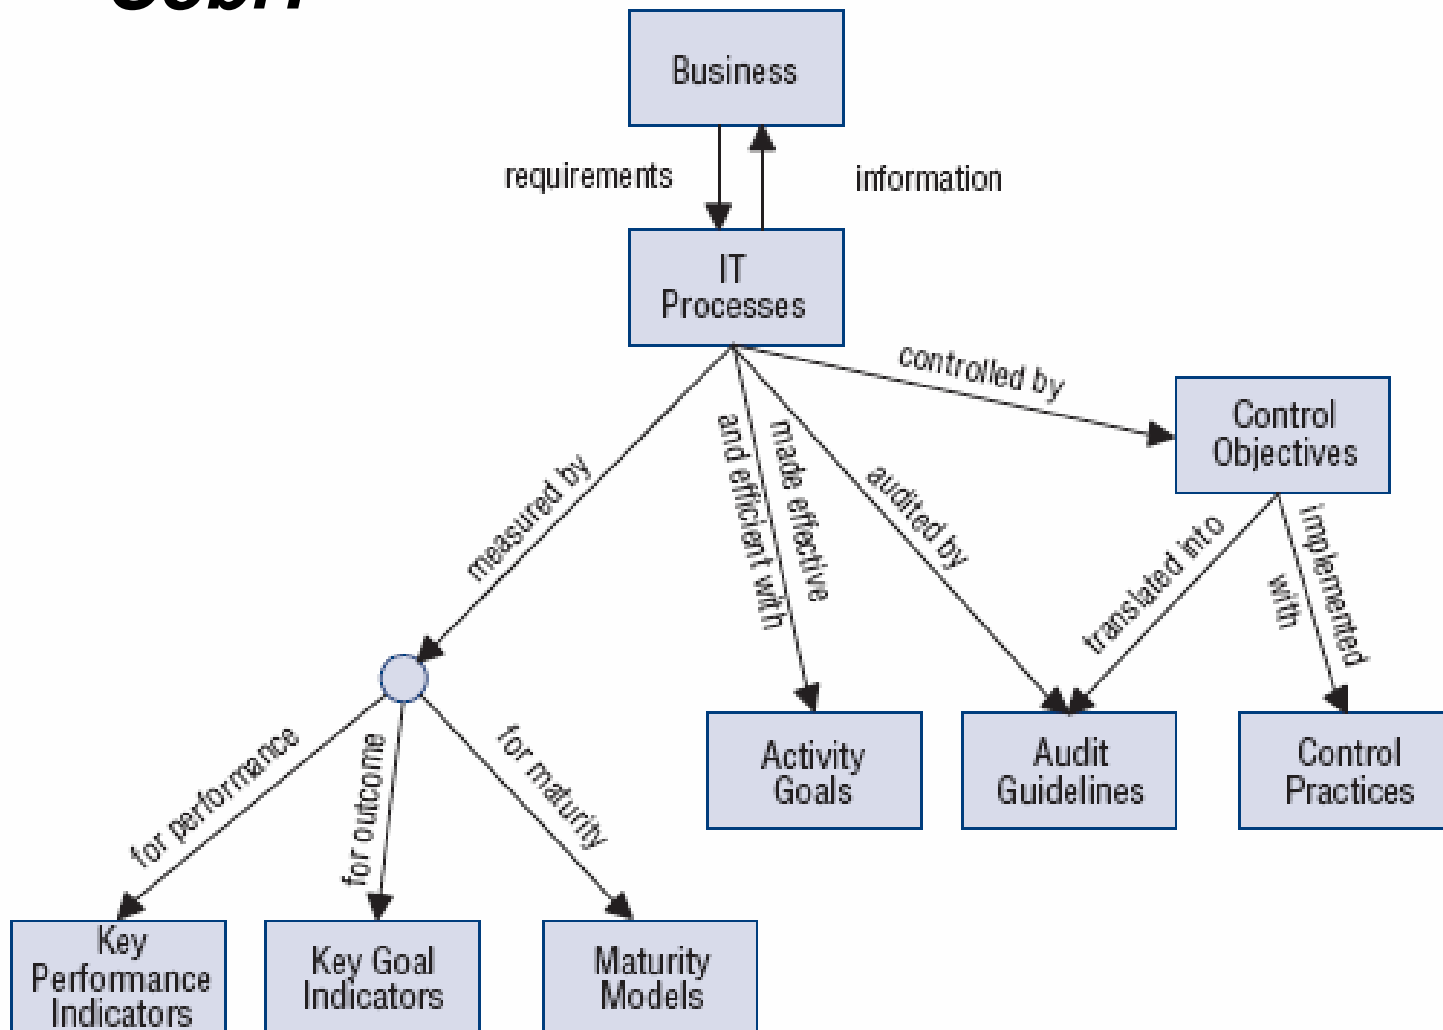 CobiT
Business
requirements
information
IT
Processes
controlled by
Control
Objectives
measured by
made effective
and efficient with
audited by
translated into
implemented
with
Activity
Goals
Audit
Guidelines
Control
Practices
for performance
for outcome
for maturity
Key
Performance
Indicators
Key Goal
Indicators
Maturity
Models